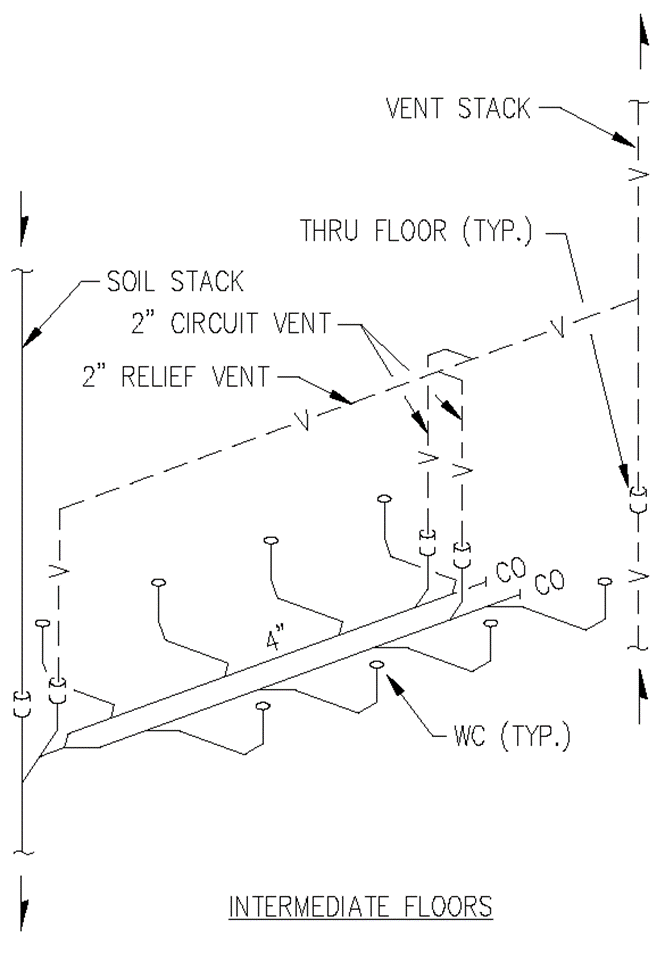 VENT STACK
V
THRU FLOOR (TYP.)
SOIL STACK
2" CIRCUIT VENT
V
2" RELIEF VENT
V
V
V
V
V
CO
CO
4"
WC (TYP.)
INTERMEDIATE FLOORS